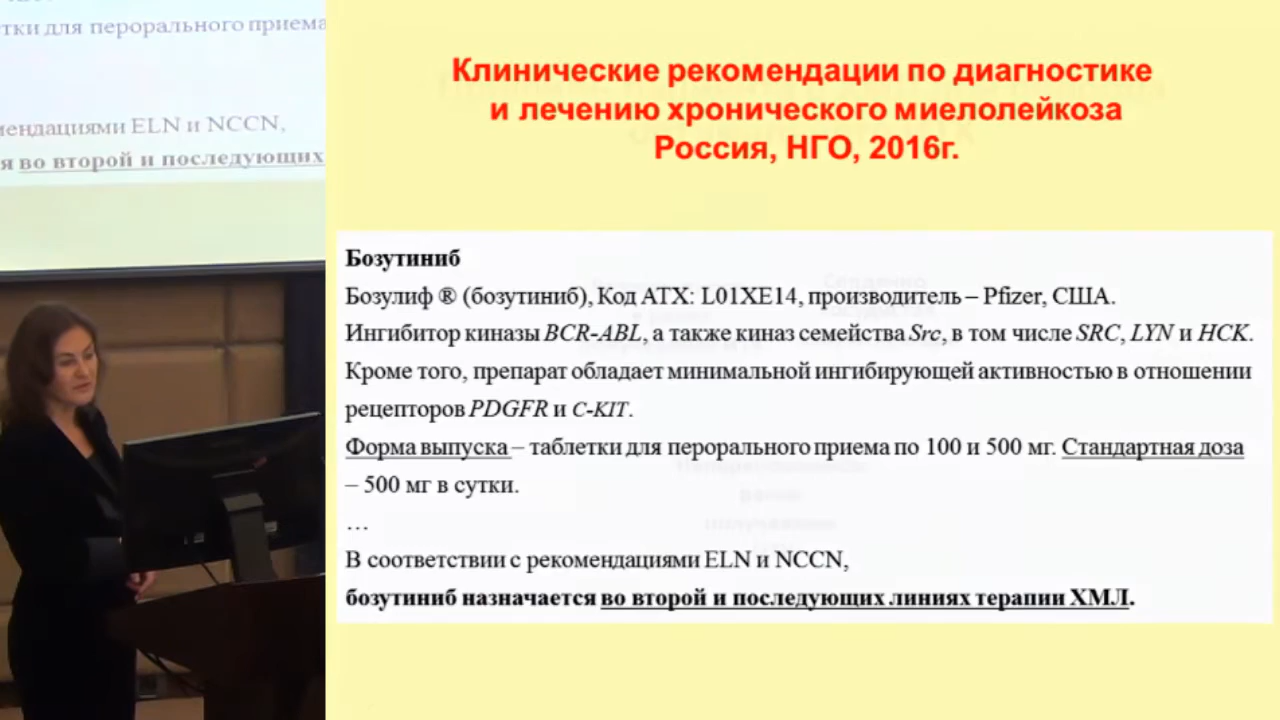 тки для перорального приема
мендациями ELN и NCCN,
я во второй и последующих
Клинические рекомендации по диагностике
и лечению хронического миелолейкоза
Россия, НГО, 2016г.
Бозутиниб
Бозулиф ® (бозутиниб), Код АТХ: L01XE14, производитель – Pfizer, США.
Ингибитор киназы BCR-ABL, а также киназ семейства Src, в том числе SRC, LYN и HCK.
Кроме того, препарат обладает минимальной ингибирующей активностью в отношении
рецепторов PDGFR и C-KIT.
Форма выпуска – таблетки для перорального приема по 100 и 500 мг. Стандартная доза
– 500 мг в сутки.
…
В соответствии с рекомендациями ELN и NCCN,
бозутиниб назначается во второй и последующих линиях терапии ХМЛ.